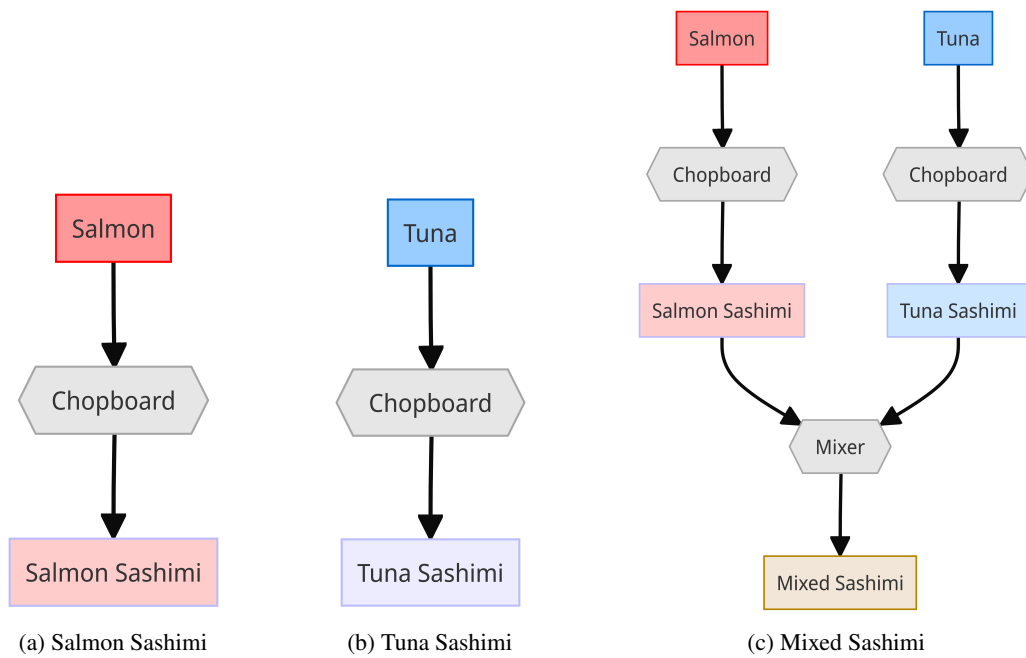 Salmon
Chopboard
Salmon Sashimi
(a) Salmon Sashimi
Tuna
Chopboard
Tuna Sashimi
(b) Tuna Sashimi
Salmon
Tuna
Chopboard
Chopboard
Salmon Sashimi
Tuna Sashimi
Mixer
Mixed Sashimi
(c) Mixed Sashimi